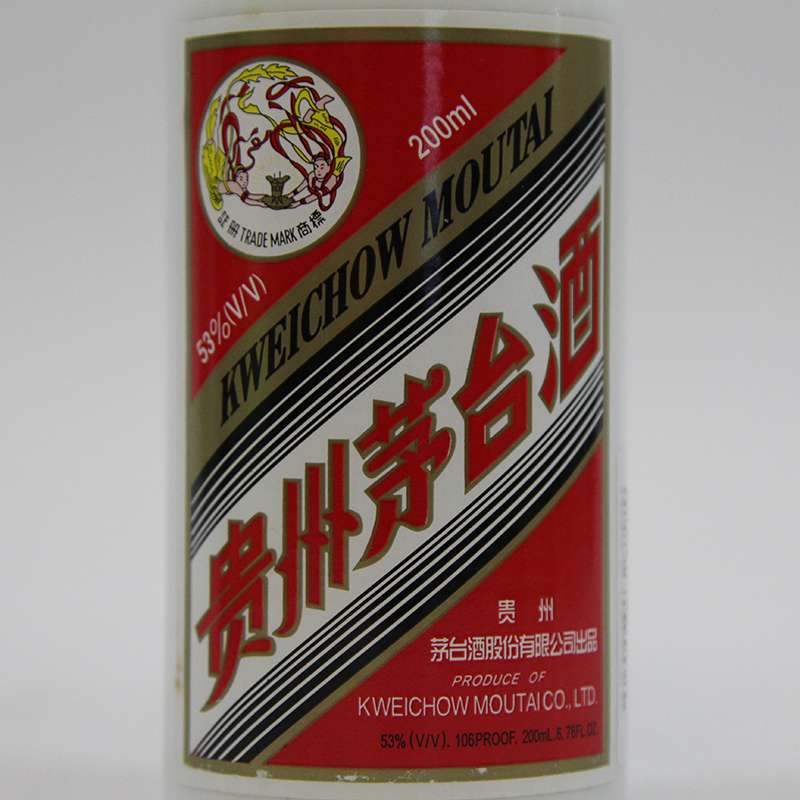 註册 TRADE MARK 商標
200ml
53%(V/V)
KWEICHOW MOUTAI
贵州茅台酒
贵州
茅台酒股份有限公司出品
PRODUCE OF
KWEICHOW MOUTAI CO., LTD.
53% (V/V). 106PROOF. 200mL. 6.76FL.OZ.